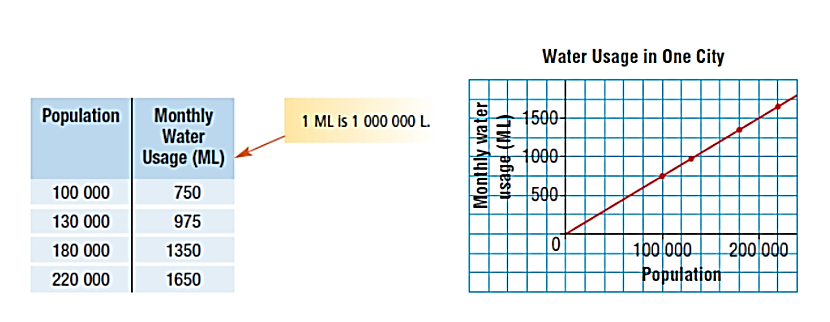 Population
Monthly
Water
Usage (ML)
100 000 750
130 000 975
180 000 1350
220 000 1650
1 ML is 1 000 000 L.
Water Usage in One City
Monthly water
usage (ML)
1500
1000
500
0
100 000 200 000
Population